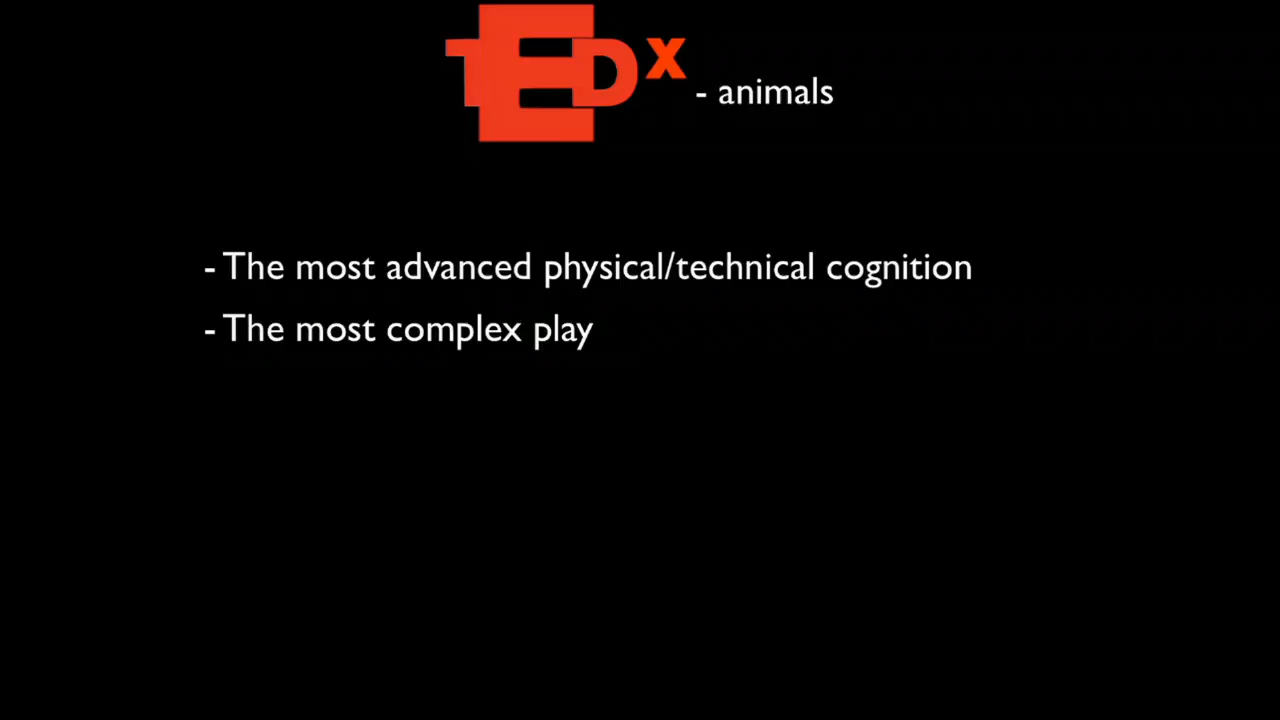 TEDx - animals
- The most advanced physical/technical cognition
- The most complex play